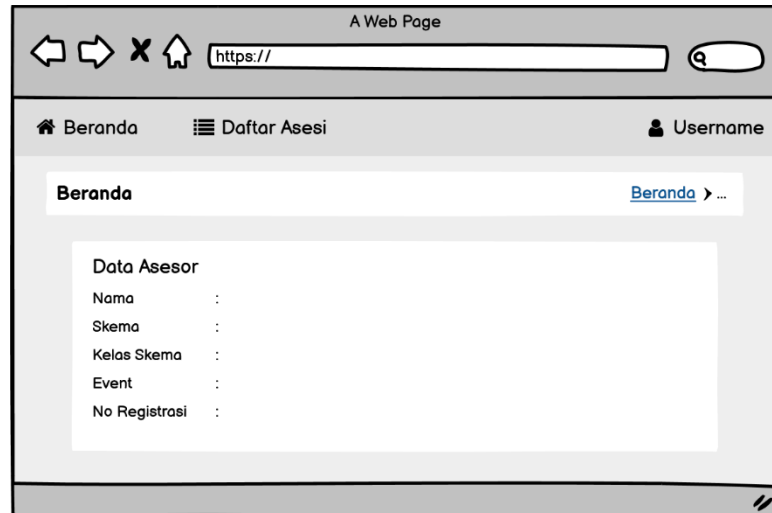 A Web Page
https://
Beranda Daftar Asesi Username
Beranda Beranda > ...
Data Asesor
Nama :
Skema :
Kelas Skema :
Event :
No Registrasi :